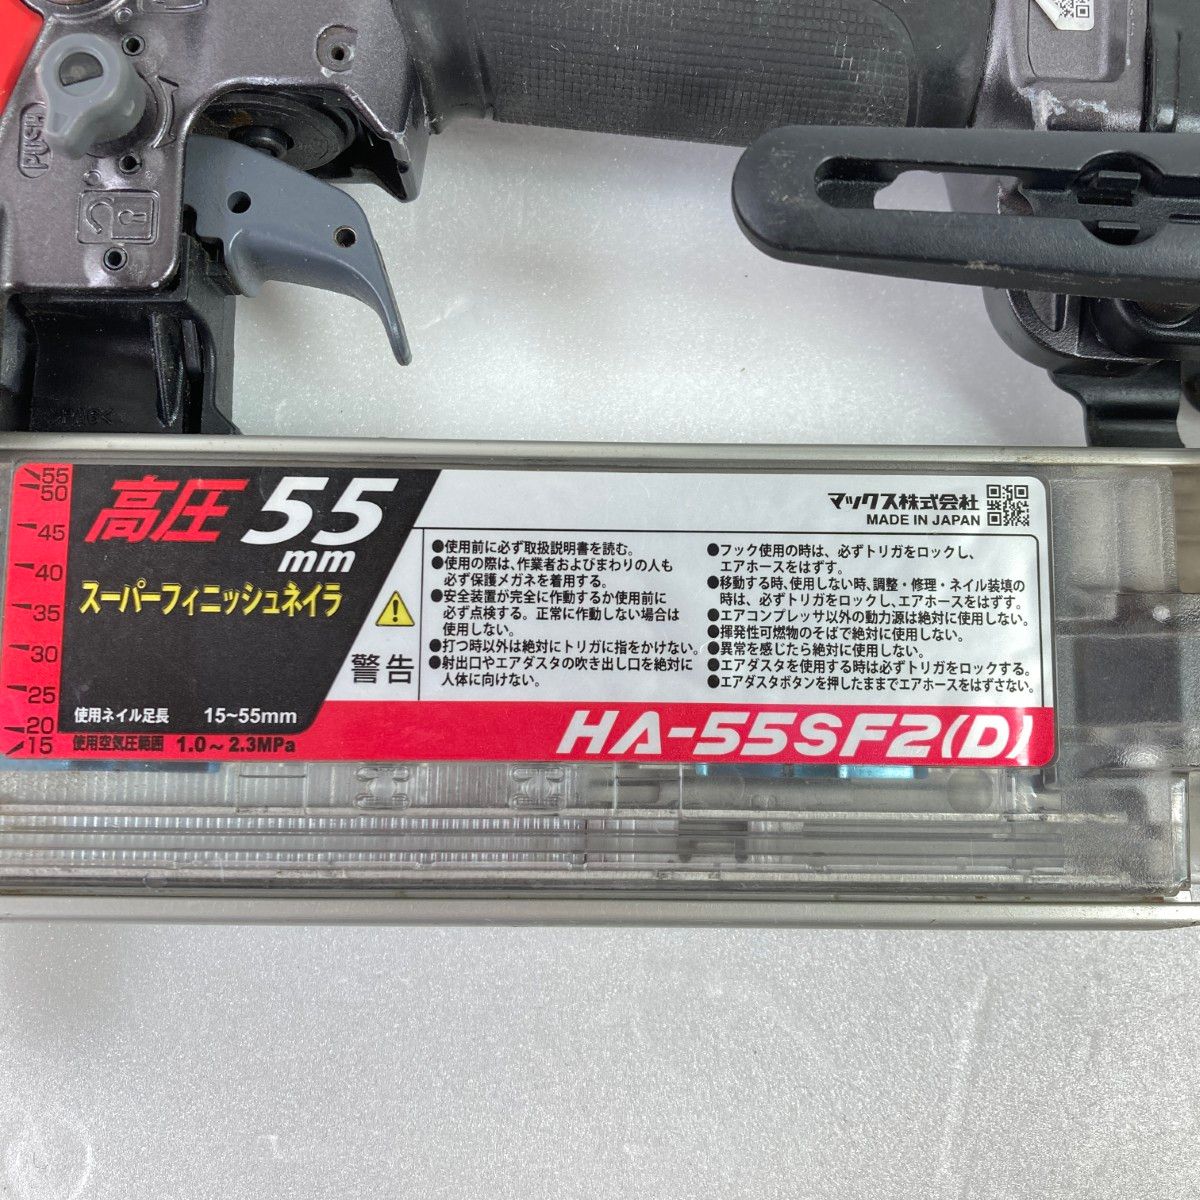 PUSH
55
50
45
40
35
30
25
20
15
高圧 55
mm
スーパーフィニッシュネイラ
使用ネイル足長 15~55mm
使用空気圧範囲 1.0~2.3MPa
マックス株式会社
MADE IN JAPAN
警告
●使用前に必ず取扱説明書を読む。
●使用の際は、作業者およびまわりの人も
必ず保護メガネを着用する。
●安全装置が完全に作動するか使用前に
必ず点検する。正常に作動しない場合は
使用しない。
●打つ時以外は絶対にトリガに指をかけない。
●射出口やエアダスタの吹き出し口を絶対に
人体に向けない。
●フック使用の時は、必ずトリガをロックし、
エアホースをはずす。
●移動する時、使用しない時、調整・修理・ネイル装填の
時は、必ずトリガをロックし、エアホースをはずす。
●エアコンプレッサ以外の動力源は絶対に使用しない。
●揮発性可燃物のそばで絶対に使用しない。
●異常を感じたら絶対に使用しない。
●エアダスタを使用する時は必ずトリガをロックする。
●エアダスタボタンを押したままでエアホースをはずさない。
HA-55SF2(D)